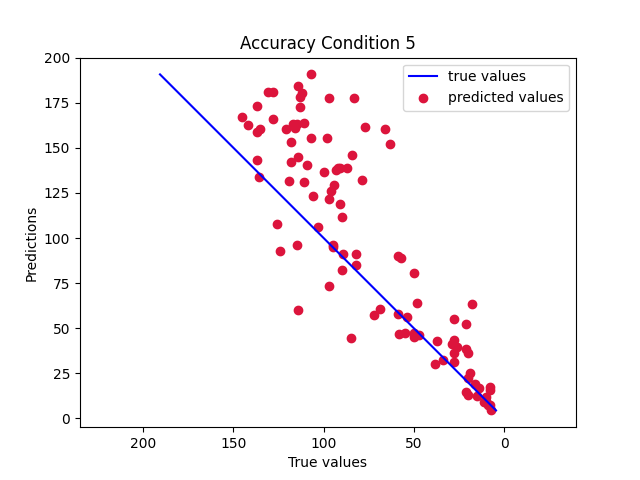 Accuracy Condition 5
true values
predicted values
Predictions
200
175
150
125
100
75
50
25
0
200 150 100 50 0
True values